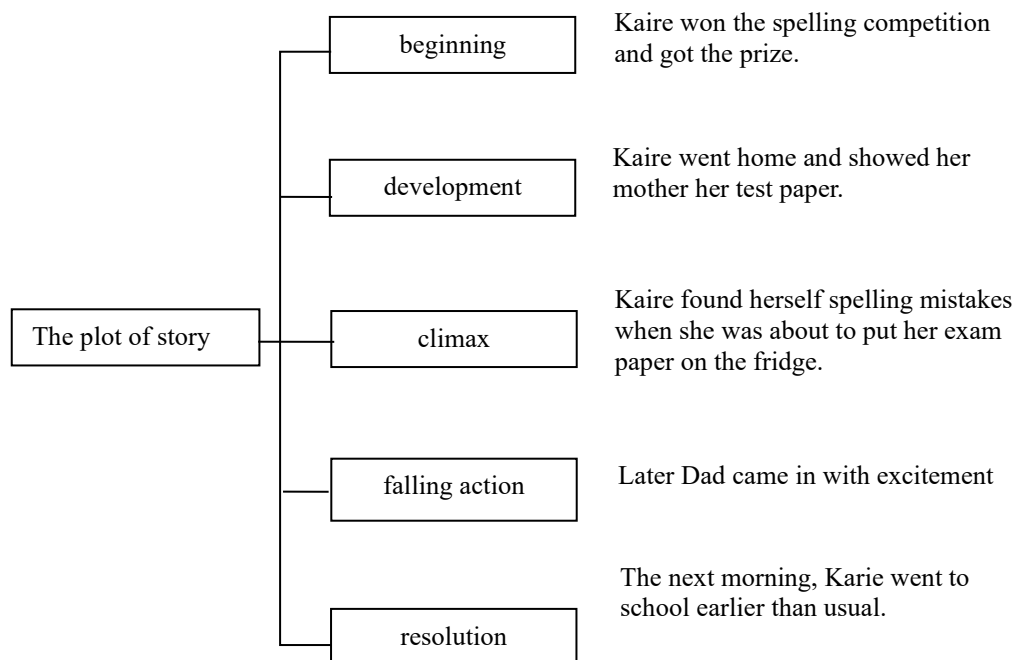 beginning
Kaire won the spelling competition
and got the prize.
development
Kaire went home and showed her
mother her test paper.
The plot of story
climax
Kaire found herself spelling mistakes
when she was about to put her exam
paper on the fridge.
falling action
Later Dad came in with excitement
resolution
The next morning, Karie went to
school earlier than usual.